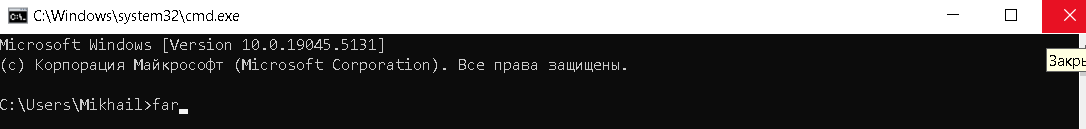 C:\Windows\system32\cmd.exe
Microsoft Windows [Version 10.0.19045.5131]
(c) Корпорация Майкрософт (Microsoft Corporation). Все права защищены.
Закры
C:\Users\Mikhail>far